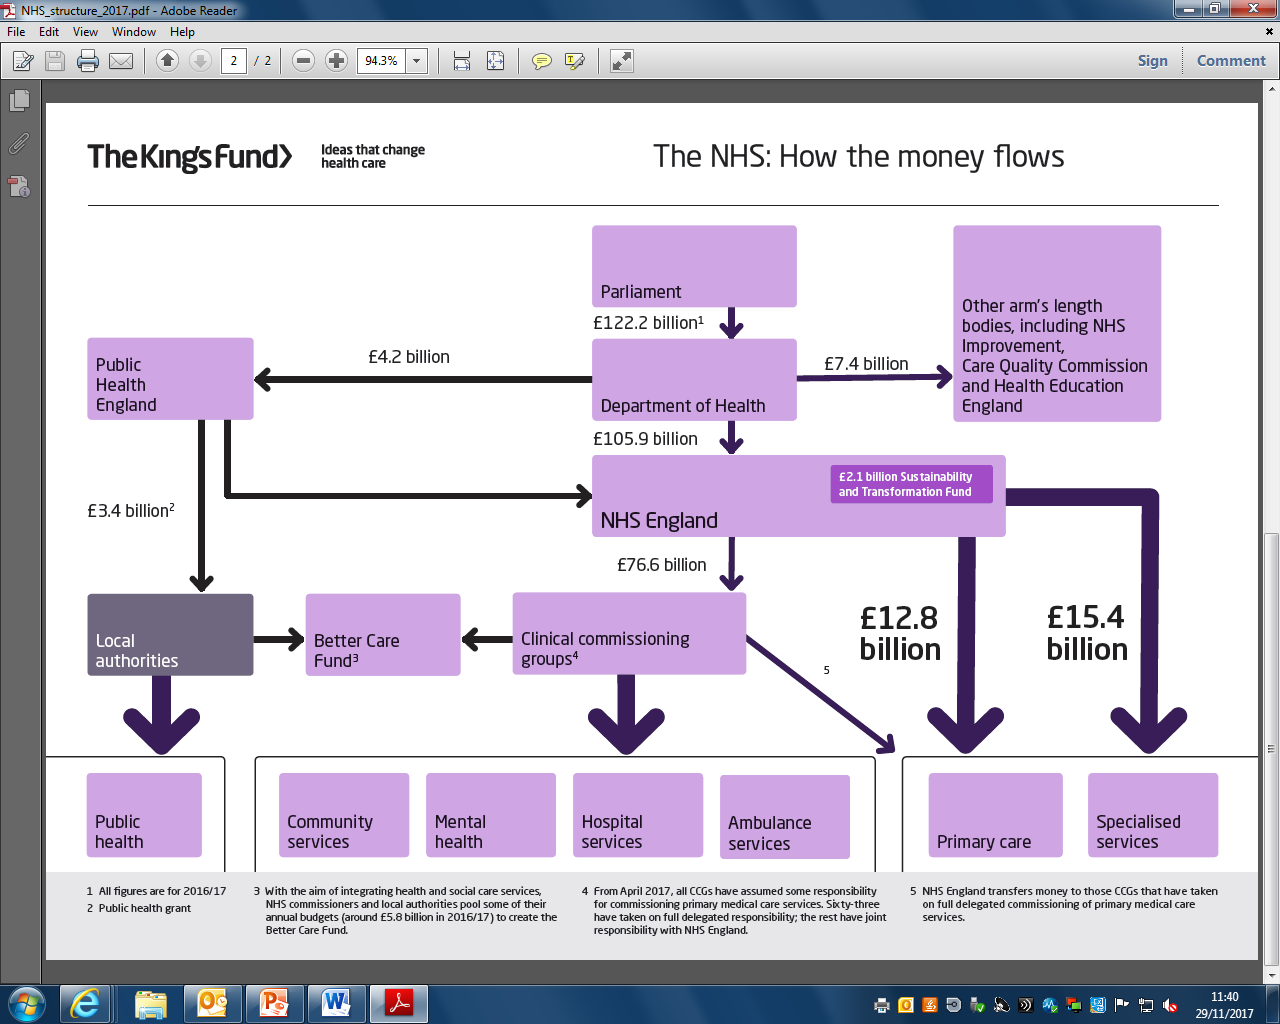 NHS_structure_2017.pdf - Adobe Reader
File Edit View Window Help
2 / 2
94.3%
Sign
Comment
TheKing'sFund>
Ideas that change
health care
The NHS: How the money flows
Parliament
£122.2 billion¹
Other arm's length
bodies, including NHS
Improvement,
Care Quality Commission
and Health Education
England
Public
Health
England
£4.2 billion
Department of Health
£7.4 billion
£105.9 billion
£2.1 billion Sustainability
and Transformation Fund
NHS England
£3.4 billion²
£76.6 billion
£12.8
billion
£15.4
billion
Local
authorities
Better Care
Fund³
Clinical commissioning
groups⁴
5
Public
health
Community
services
Mental
health
Hospital
services
Ambulance
services
Primary care
Specialised
services
1 All figures are for 2016/17
2 Public health grant
3 With the aim of integrating health and social care services,
NHS commissioners and local authorities pool some of their
annual budgets (around £5.8 billion in 2016/17) to create the
Better Care Fund.
4 From April 2017, all CCGs have assumed some responsibility
for commissioning primary medical care services. Sixty-three
have taken on full delegated responsibility; the rest have joint
responsibility with NHS England.
5 NHS England transfers money to those CCGs that have taken
on full delegated commissioning of primary medical care
services.
11:40
29/11/2017